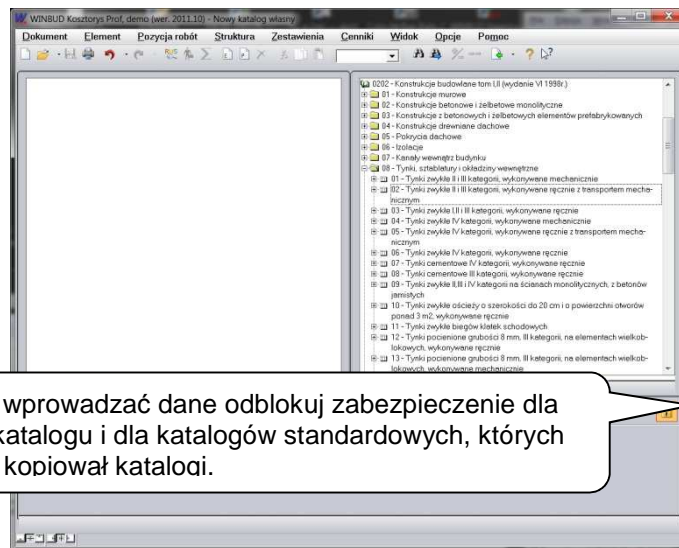 WINBUD Kosztorys Prof, demo (wer. 2011.10) - Nowy katalog własny
Dokument Element Pozycja robót Struktura Zestawienia Cenniki Widok Opcje Pomoc
0202 - Konstrukcje budowlane tom I,II (wydanie VI 1998r.)
01 - Konstrukcje murowe
02 - Konstrukcje betonowe i żelbetowe monolityczne
03 - Konstrukcje z betonowych i żelbetowych elementów prefabrykowanych
04 - Konstrukcje drewniane dachowe
05 - Pokrycia dachowe
06 - Izolacje
07 - Kanały wewnątrz budynku
08 - Tynki, sztablatury i okładziny wewnętrzne
01 - Tynki zwykłe II i III kategorii, wykonywane mechanicznie
02 - Tynki zwykłe II i III kategorii, wykonywane ręcznie z transportem mecha-
nicznym
03 - Tynki zwykłe I,II i III kategorii, wykonywane ręcznie
04 - Tynki zwykłe IV kategorii, wykonywane mechanicznie
05 - Tynki zwykłe IV kategorii, wykonywane ręcznie z transportem mecha-
nicznym
06 - Tynki zwykłe IV kategorii, wykonywane ręcznie
07 - Tynki cementowe IV kategorii, wykonywane ręcznie
08 - Tynki cementowe III kategorii, wykonywane ręcznie
09 - Tynki zwykłe II,III i IV kategorii na ścianach monolitycznych, z betonów
jamistych
10 - Tynki zwykłe ościeży o szerokości do 20 cm i o powierzchni otworów
ponad 3 m2, wykonywane ręcznie
11 - Tynki zwykłe biegów klatek schodowych
12 - Tynki pocienione grubości 8 mm, III kategorii, na elementach wielkob-
lokowych, wykonywane ręcznie
13 - Tynki pocienione grubości 8 mm, III kategorii, na elementach wielkob-
lokowych, wykonywane mechanicznie
wprowadzać dane odblokuj zabezpieczenie dla
katalogu i dla katalogów standardowych, których
kopiował katalogi.